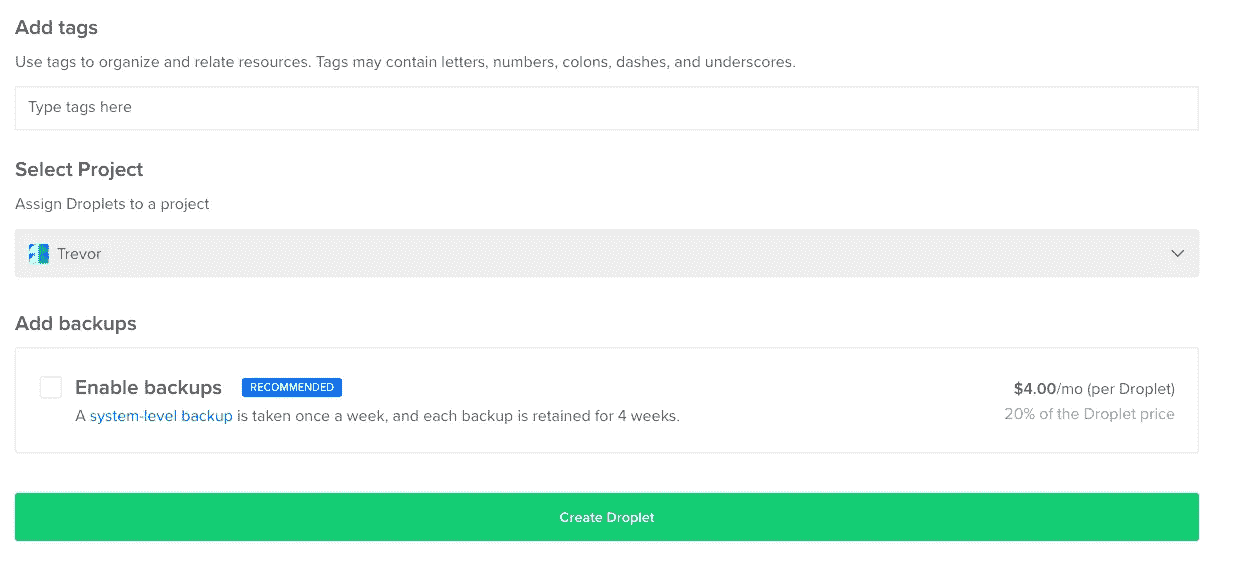 Add tags
Use tags to organize and relate resources. Tags may contain letters, numbers, colons, dashes, and underscores.
Type tags here
Select Project
Assign Droplets to a project
Trevor
Add backups
Enable backups RECOMMENDED $4.00/mo (per Droplet)
A system-level backup is taken once a week, and each backup is retained for 4 weeks. 20% of the Droplet price
Create Droplet